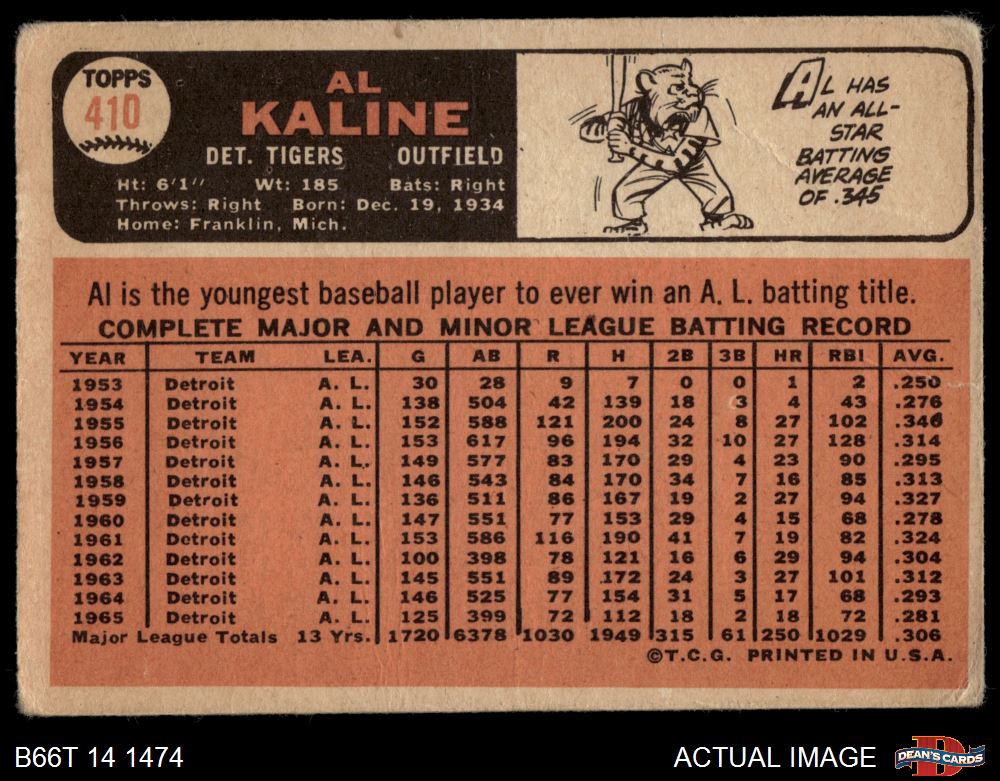 TOPPS
410
AL
KALINE
DET. TIGERS OUTFIELD
Ht: 6'1" Wt: 185 Bats: Right
Throws: Right Born: Dec. 19, 1934
Home: Franklin, Mich.
AL HAS
AN ALL-
STAR
BATTING
AVERAGE
OF .345
Al is the youngest baseball player to ever win an A. L. batting title.
COMPLETE MAJOR AND MINOR LEAGUE BATTING RECORD
YEAR TEAM LEA. G AB R H 2B 3B HR RBI AVG.
1953 Detroit A. L. 30 28 9 7 0 0 1 2 .250
1954 Detroit A. L. 138 504 42 139 18 3 4 43 .276
1955 Detroit A. L. 152 588 121 200 24 8 27 102 .340
1956 Detroit A. L. 153 617 96 194 32 10 27 128 .314
1957 Detroit A. L. 149 577 83 170 29 4 23 90 .295
1958 Detroit A. L. 146 543 84 170 34 7 16 85 .313
1959 Detroit A. L. 136 511 86 167 19 2 27 94 .327
1960 Detroit A. L. 147 551 77 153 29 4 15 68 .278
1961 Detroit A. L. 153 586 116 190 41 7 19 82 .324
1962 Detroit A. L. 100 398 78 121 16 6 29 94 .304
1963 Detroit A. L. 145 551 89 172 24 3 27 101 .312
1964 Detroit A. L. 146 525 77 154 31 5 17 68 .293
1965 Detroit A. L. 125 399 72 112 18 2 18 72 .281
Major League Totals 13 Yrs. 1720 6378 1030 1949 315 61 250 1029 .306
©T.C.G. PRINTED IN U.S.A.
B66T 14 1474
ACTUAL IMAGE
DEAN'S CARDS